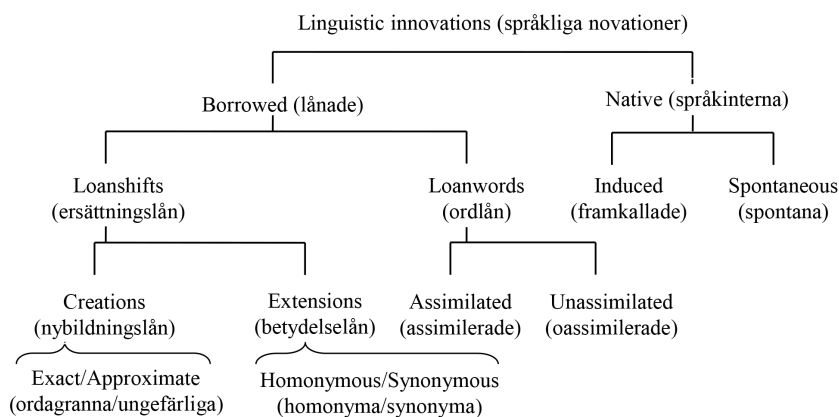 Linguistic innovations (språkliga novationer)
Borrowed (lånade)
Native (språkinterna)
Loanshifts
(ersättningslån)
Loanwords
(ordlån)
Induced
(framkallade)
Spontaneous
(spontana)
Creations
(nybildningslån)
Extensions
(betydelselån)
Assimilated
(assimilerade)
Unassimilated
(oassimilerade)
Exact/Approximate
(ordagranna/ungefärliga)
Homonymous/Synonymous
(homonyma/synonyma)